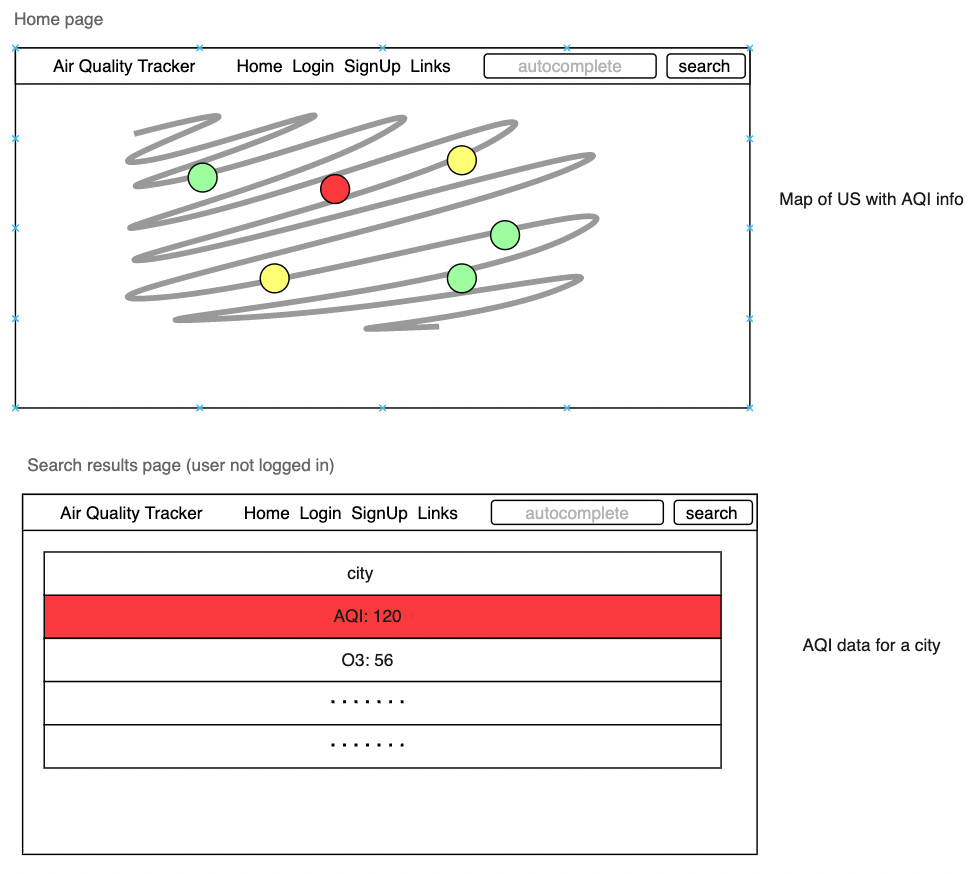 Home page
Air Quality Tracker Home Login SignUp Links autocomplete search
Map of US with AQI info
Search results page (user not logged in)
Air Quality Tracker Home Login SignUp Links autocomplete search
city
AQI: 120
O3: 56
.......
.......
AQI data for a city